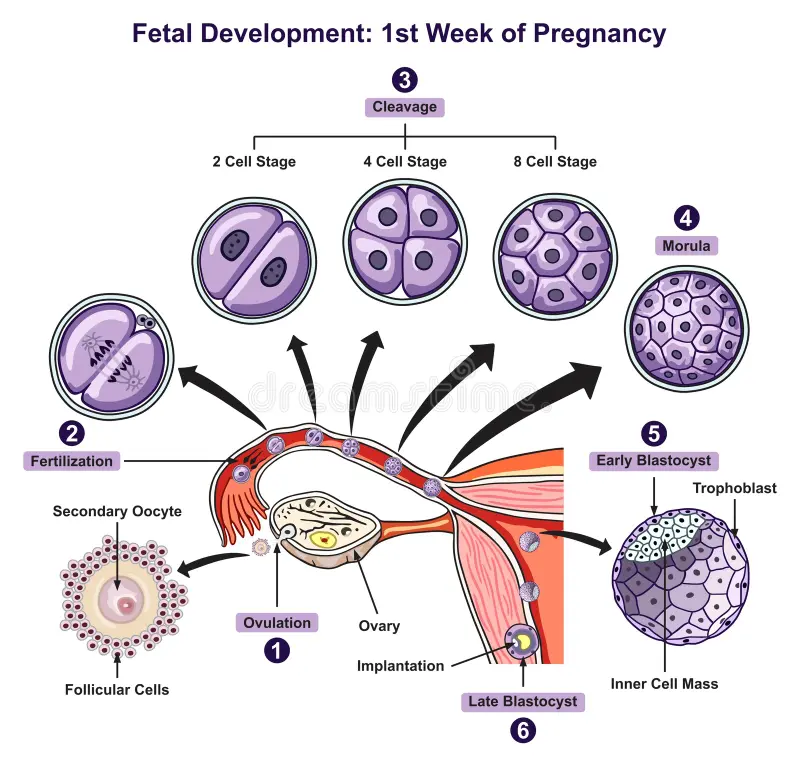 Fetal Development: 1st Week of Pregnancy
3
Cleavage
2 Cell Stage
4 Cell Stage
8 Cell Stage
4
Morula
2
Fertilization
5
Early Blastocyst
Trophoblast
Secondary Oocyte
Ovulation
1
Ovary
Implantation
Follicular Cells
Inner Cell Mass
Late Blastocyst
6
dreamstime